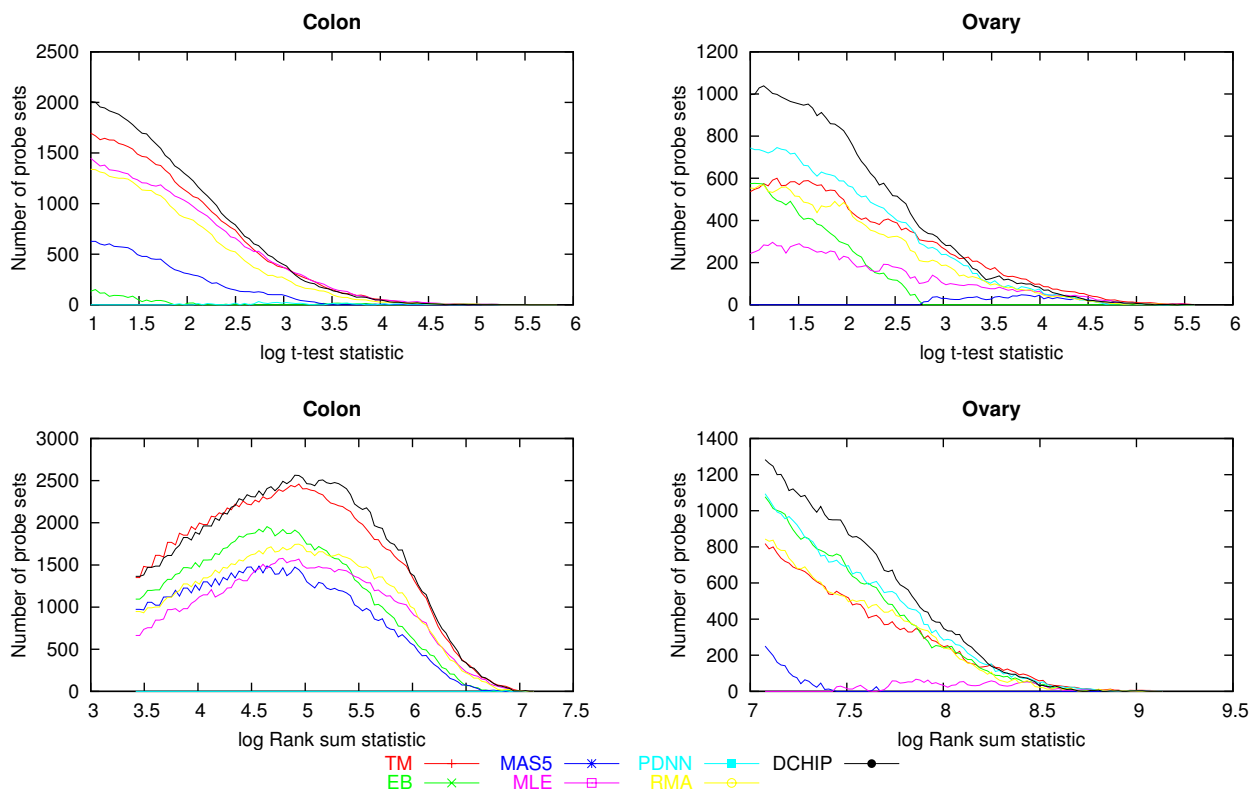 Colon
Number of probe sets
2500
2000
1500
1000
500
0
1 1.5 2 2.5 3 3.5 4 4.5 5 5.5 6
log t-test statistic
Ovary
Number of probe sets
1200
1000
800
600
400
200
0
1 1.5 2 2.5 3 3.5 4 4.5 5 5.5 6
log t-test statistic
Colon
Number of probe sets
3000
2500
2000
1500
1000
500
0
3 3.5 4 4.5 5 5.5 6 6.5 7 7.5
log Rank sum statistic
Ovary
Number of probe sets
1400
1200
1000
800
600
400
200
0
7 7.5 8 8.5 9 9.5
log Rank sum statistic
TM MAS5 PDNN DCHIP
EB MLE RMA